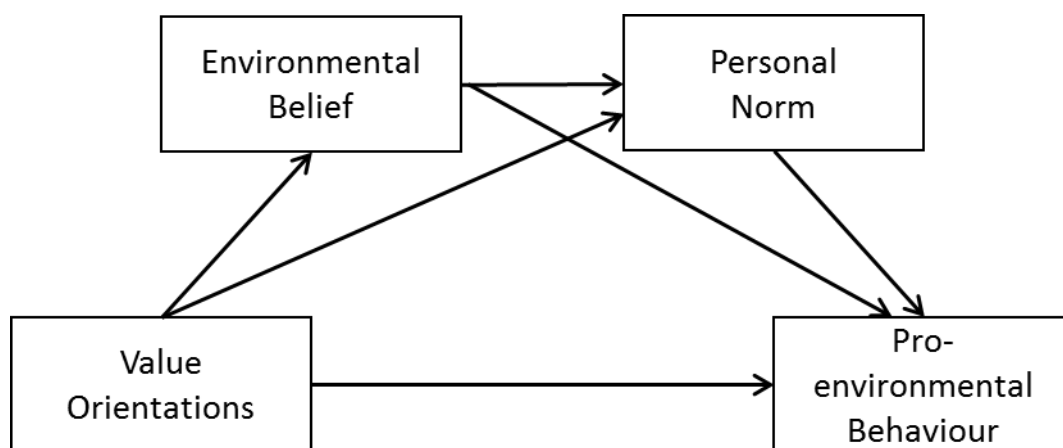 Environmental
Belief
Personal
Norm
Value
Orientations
Pro-
environmental
Behaviour